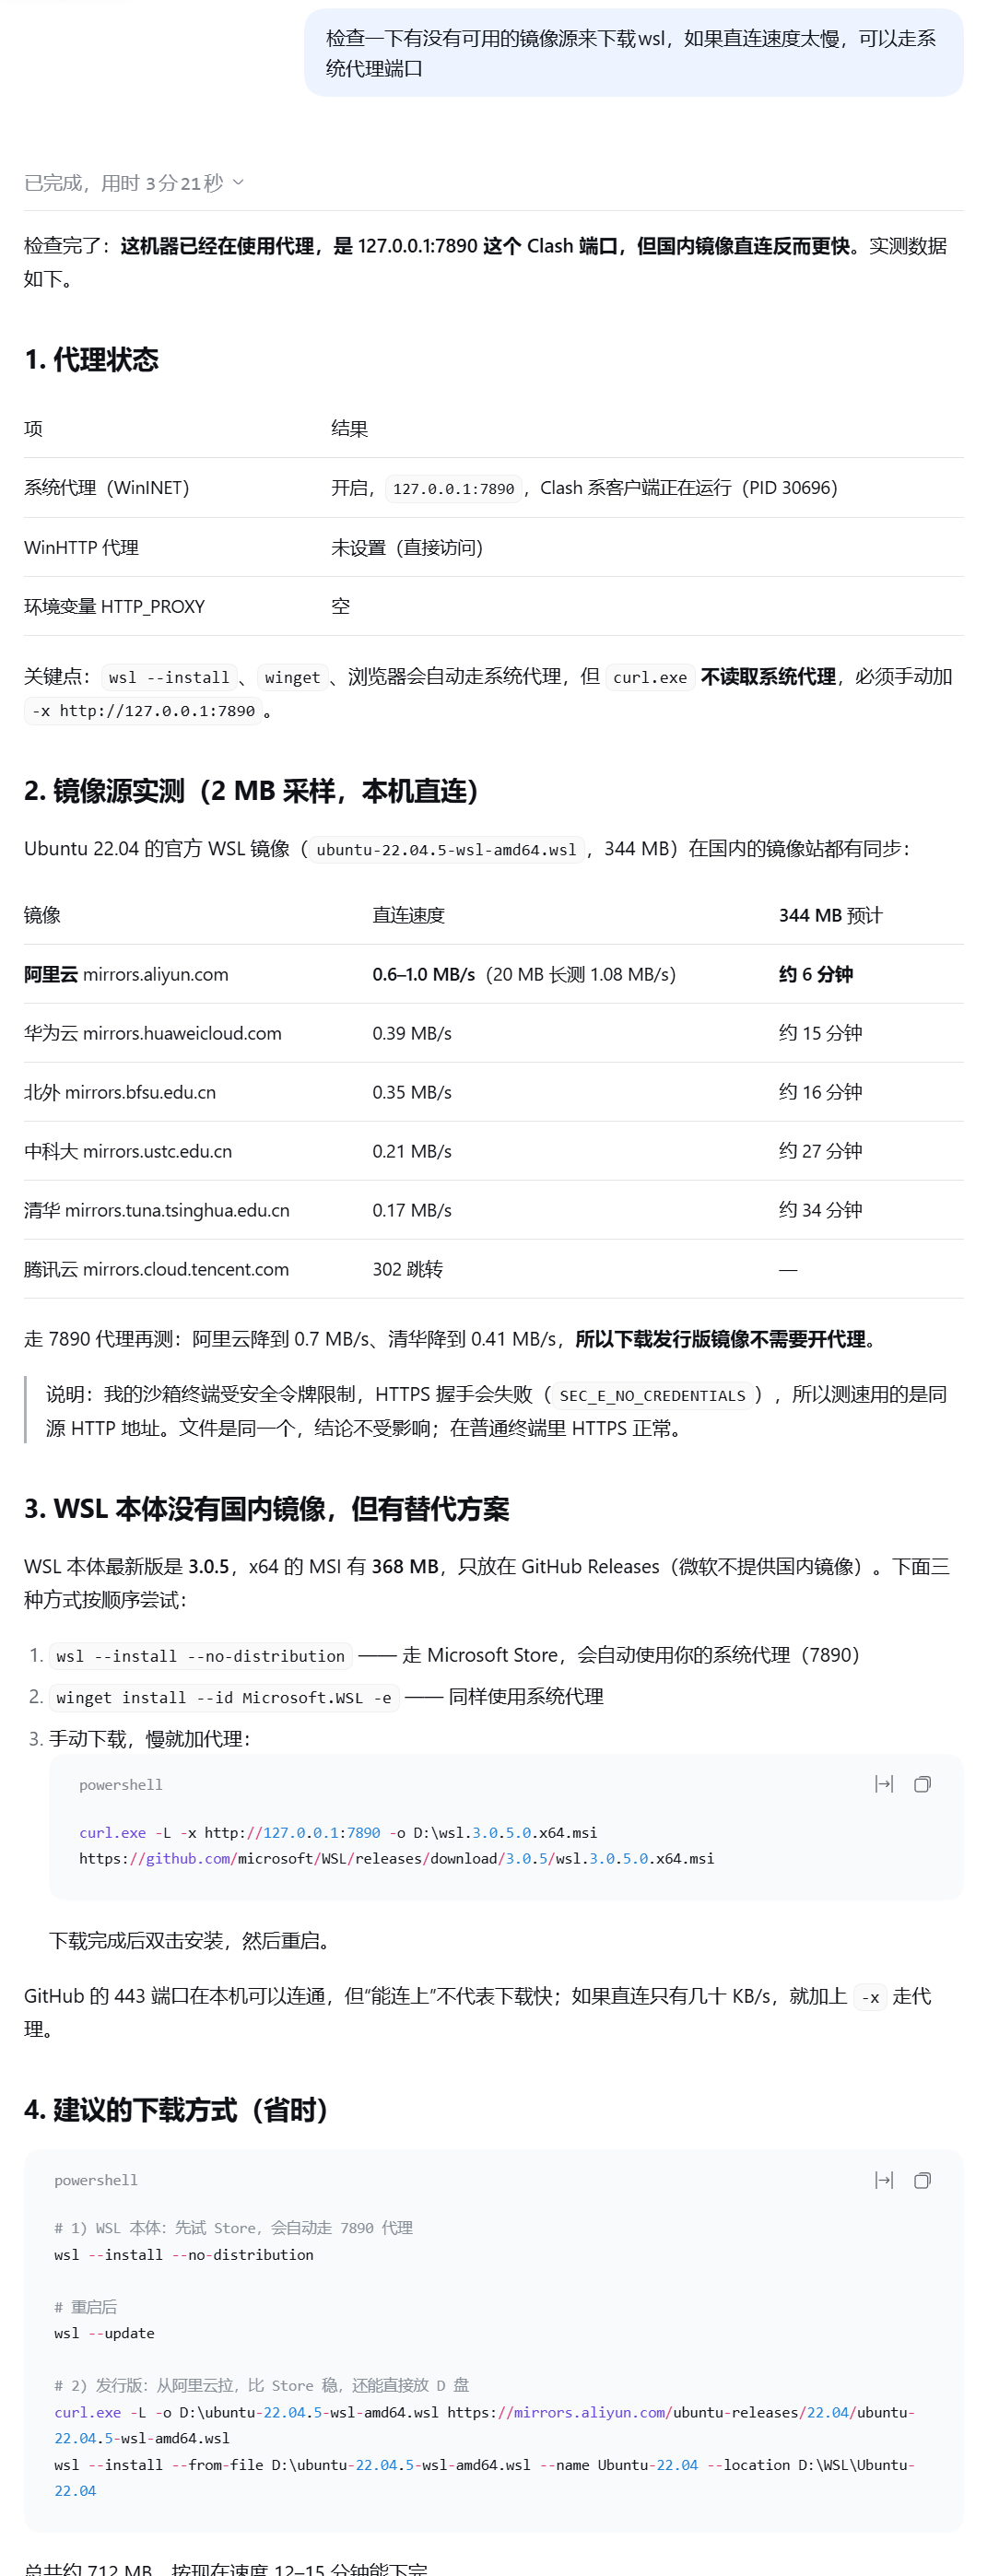 检查一下有没有可用的镜像源来下载wsl，如果直连速度太慢，可以走系
统代理端口
已完成，用时 3分21秒
检查完了：这机器已经在使用代理，是 127.0.0.1:7890 这个 Clash 端口，但国内镜像直连反而更快。实测数据
如下。
1. 代理状态
项 结果
系统代理（WinINET） 开启，127.0.0.1:7890，Clash 系客户端正在运行（PID 30696）
WinHTTP 代理 未设置（直接访问）
环境变量 HTTP_PROXY 空
关键点：wsl --install、winget、浏览器会自动走系统代理，但 curl.exe 不读取系统代理，必须手动加
-x http://127.0.0.1:7890。
2. 镜像源实测（2 MB 采样，本机直连）
Ubuntu 22.04 的官方 WSL 镜像（ubuntu-22.04.5-wsl-amd64.wsl，344 MB）在国内的镜像站都有同步：
镜像 直连速度 344 MB 预计
阿里云 mirrors.aliyun.com 0.6–1.0 MB/s（20 MB 长测 1.08 MB/s） 约 6 分钟
华为云 mirrors.huaweicloud.com 0.39 MB/s 约 15 分钟
北外 mirrors.bfsu.edu.cn 0.35 MB/s 约 16 分钟
中科大 mirrors.ustc.edu.cn 0.21 MB/s 约 27 分钟
清华 mirrors.tuna.tsinghua.edu.cn 0.17 MB/s 约 34 分钟
腾讯云 mirrors.cloud.tencent.com 302 跳转 —
走 7890 代理再测：阿里云降到 0.7 MB/s、清华降到 0.41 MB/s，所以下载发行版镜像不需要开代理。
说明：我的沙箱终端受安全令牌限制，HTTPS 握手会失败（SEC_E_NO_CREDENTIALS），所以测速用的是同
源 HTTP 地址。文件是同一个，结论不受影响；在普通终端里 HTTPS 正常。
3. WSL 本体没有国内镜像，但有替代方案
WSL 本体最新版是 3.0.5，x64 的 MSI 有 368 MB，只放在 GitHub Releases（微软不提供国内镜像）。下面三
种方式按顺序尝试：
1. wsl --install --no-distribution —— 走 Microsoft Store，会自动使用你的系统代理（7890）
2. winget install --id Microsoft.WSL -e —— 同样使用系统代理
3. 手动下载，慢就加代理：
powershell
curl.exe -L -x http://127.0.0.1:7890 -o D:\wsl.3.0.5.0.x64.msi
https://github.com/microsoft/WSL/releases/download/3.0.5/wsl.3.0.5.0.x64.msi
下载完成后双击安装，然后重启。
GitHub 的 443 端口在本机可以连通，但“能连上”不代表下载快；如果直连只有几十 KB/s，就加上 -x 走代
理。
4. 建议的下载方式（省时）
powershell
# 1) WSL 本体：先试 Store，会自动走 7890 代理
wsl --install --no-distribution
# 重启后
wsl --update
# 2) 发行版：从阿里云拉，比 Store 稳，还能直接放 D 盘
curl.exe -L -o D:\ubuntu-22.04.5-wsl-amd64.wsl https://mirrors.aliyun.com/ubuntu-releases/22.04/ubuntu-
22.04.5-wsl-amd64.wsl
wsl --install --from-file D:\ubuntu-22.04.5-wsl-amd64.wsl --name Ubuntu-22.04 --location D:\WSL\Ubuntu-
22.04
总共约 712 MB，按现在速度 12–15 分钟能下完